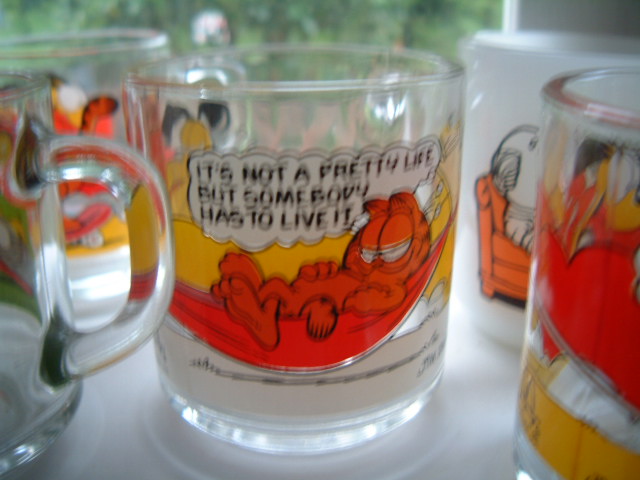 IT'S NOT A PRETTY LIFE
BUT SOMEBODY
HAS TO LIVE IT.